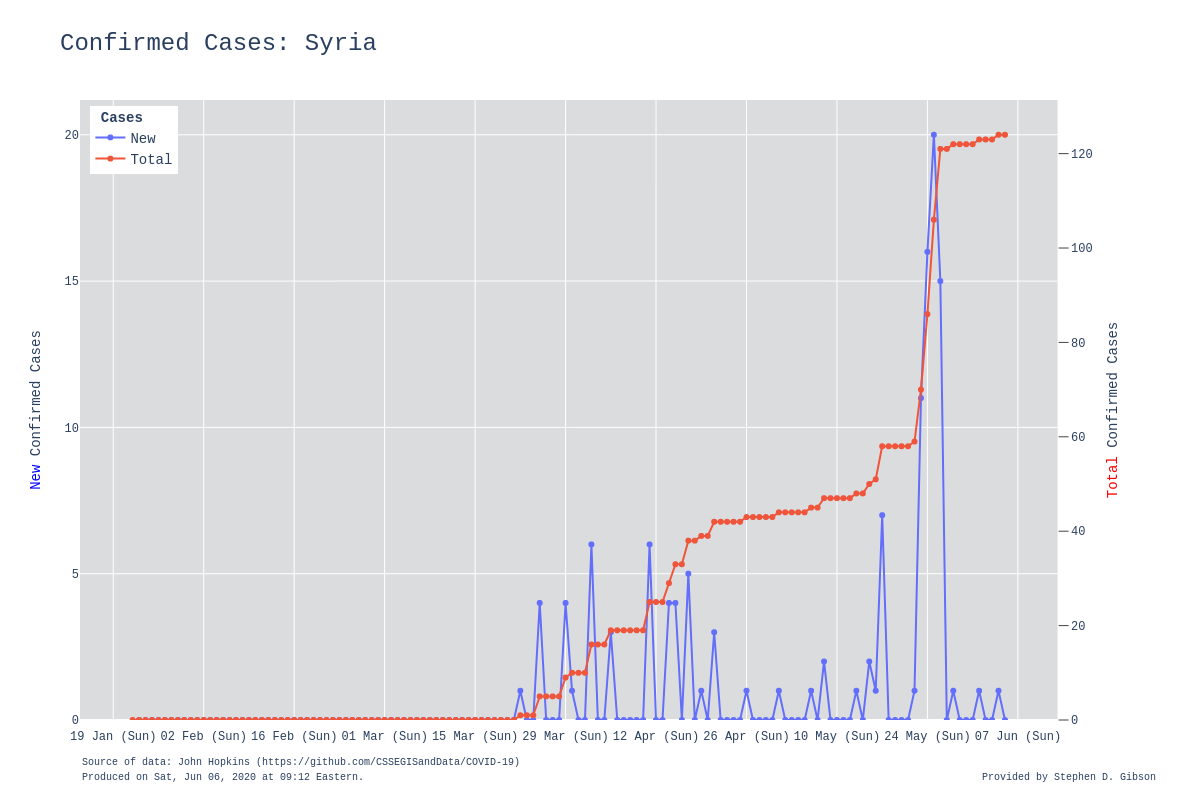 Confirmed Cases: Syria
Cases
New
Total
20
15
10
5
0
120
100
80
60
40
20
0
New Confirmed Cases
Total Confirmed Cases
19 Jan (Sun) 02 Feb (Sun) 16 Feb (Sun) 01 Mar (Sun) 15 Mar (Sun) 29 Mar (Sun) 12 Apr (Sun) 26 Apr (Sun) 10 May (Sun) 24 May (Sun) 07 Jun (Sun)
Source of data: John Hopkins (https://github.com/CSSEGISandData/COVID-19)
Produced on Sat, Jun 06, 2020 at 09:12 Eastern.
Provided by Stephen D. Gibson